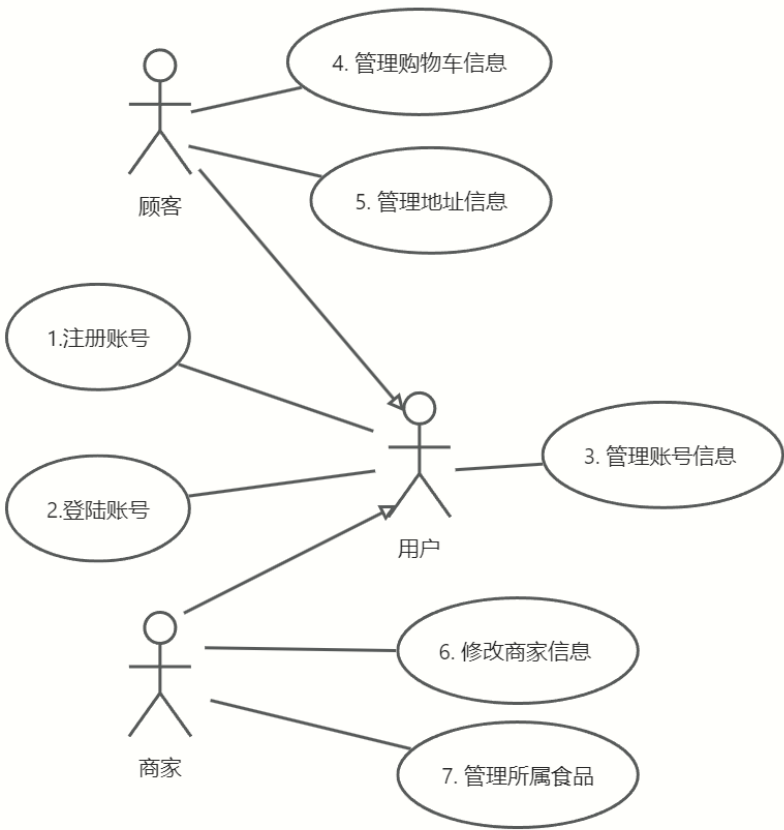 4. 管理购物车信息
5. 管理地址信息
顾客
1.注册账号
3. 管理账号信息
2.登陆账号
用户
6. 修改商家信息
商家
7. 管理所属食品